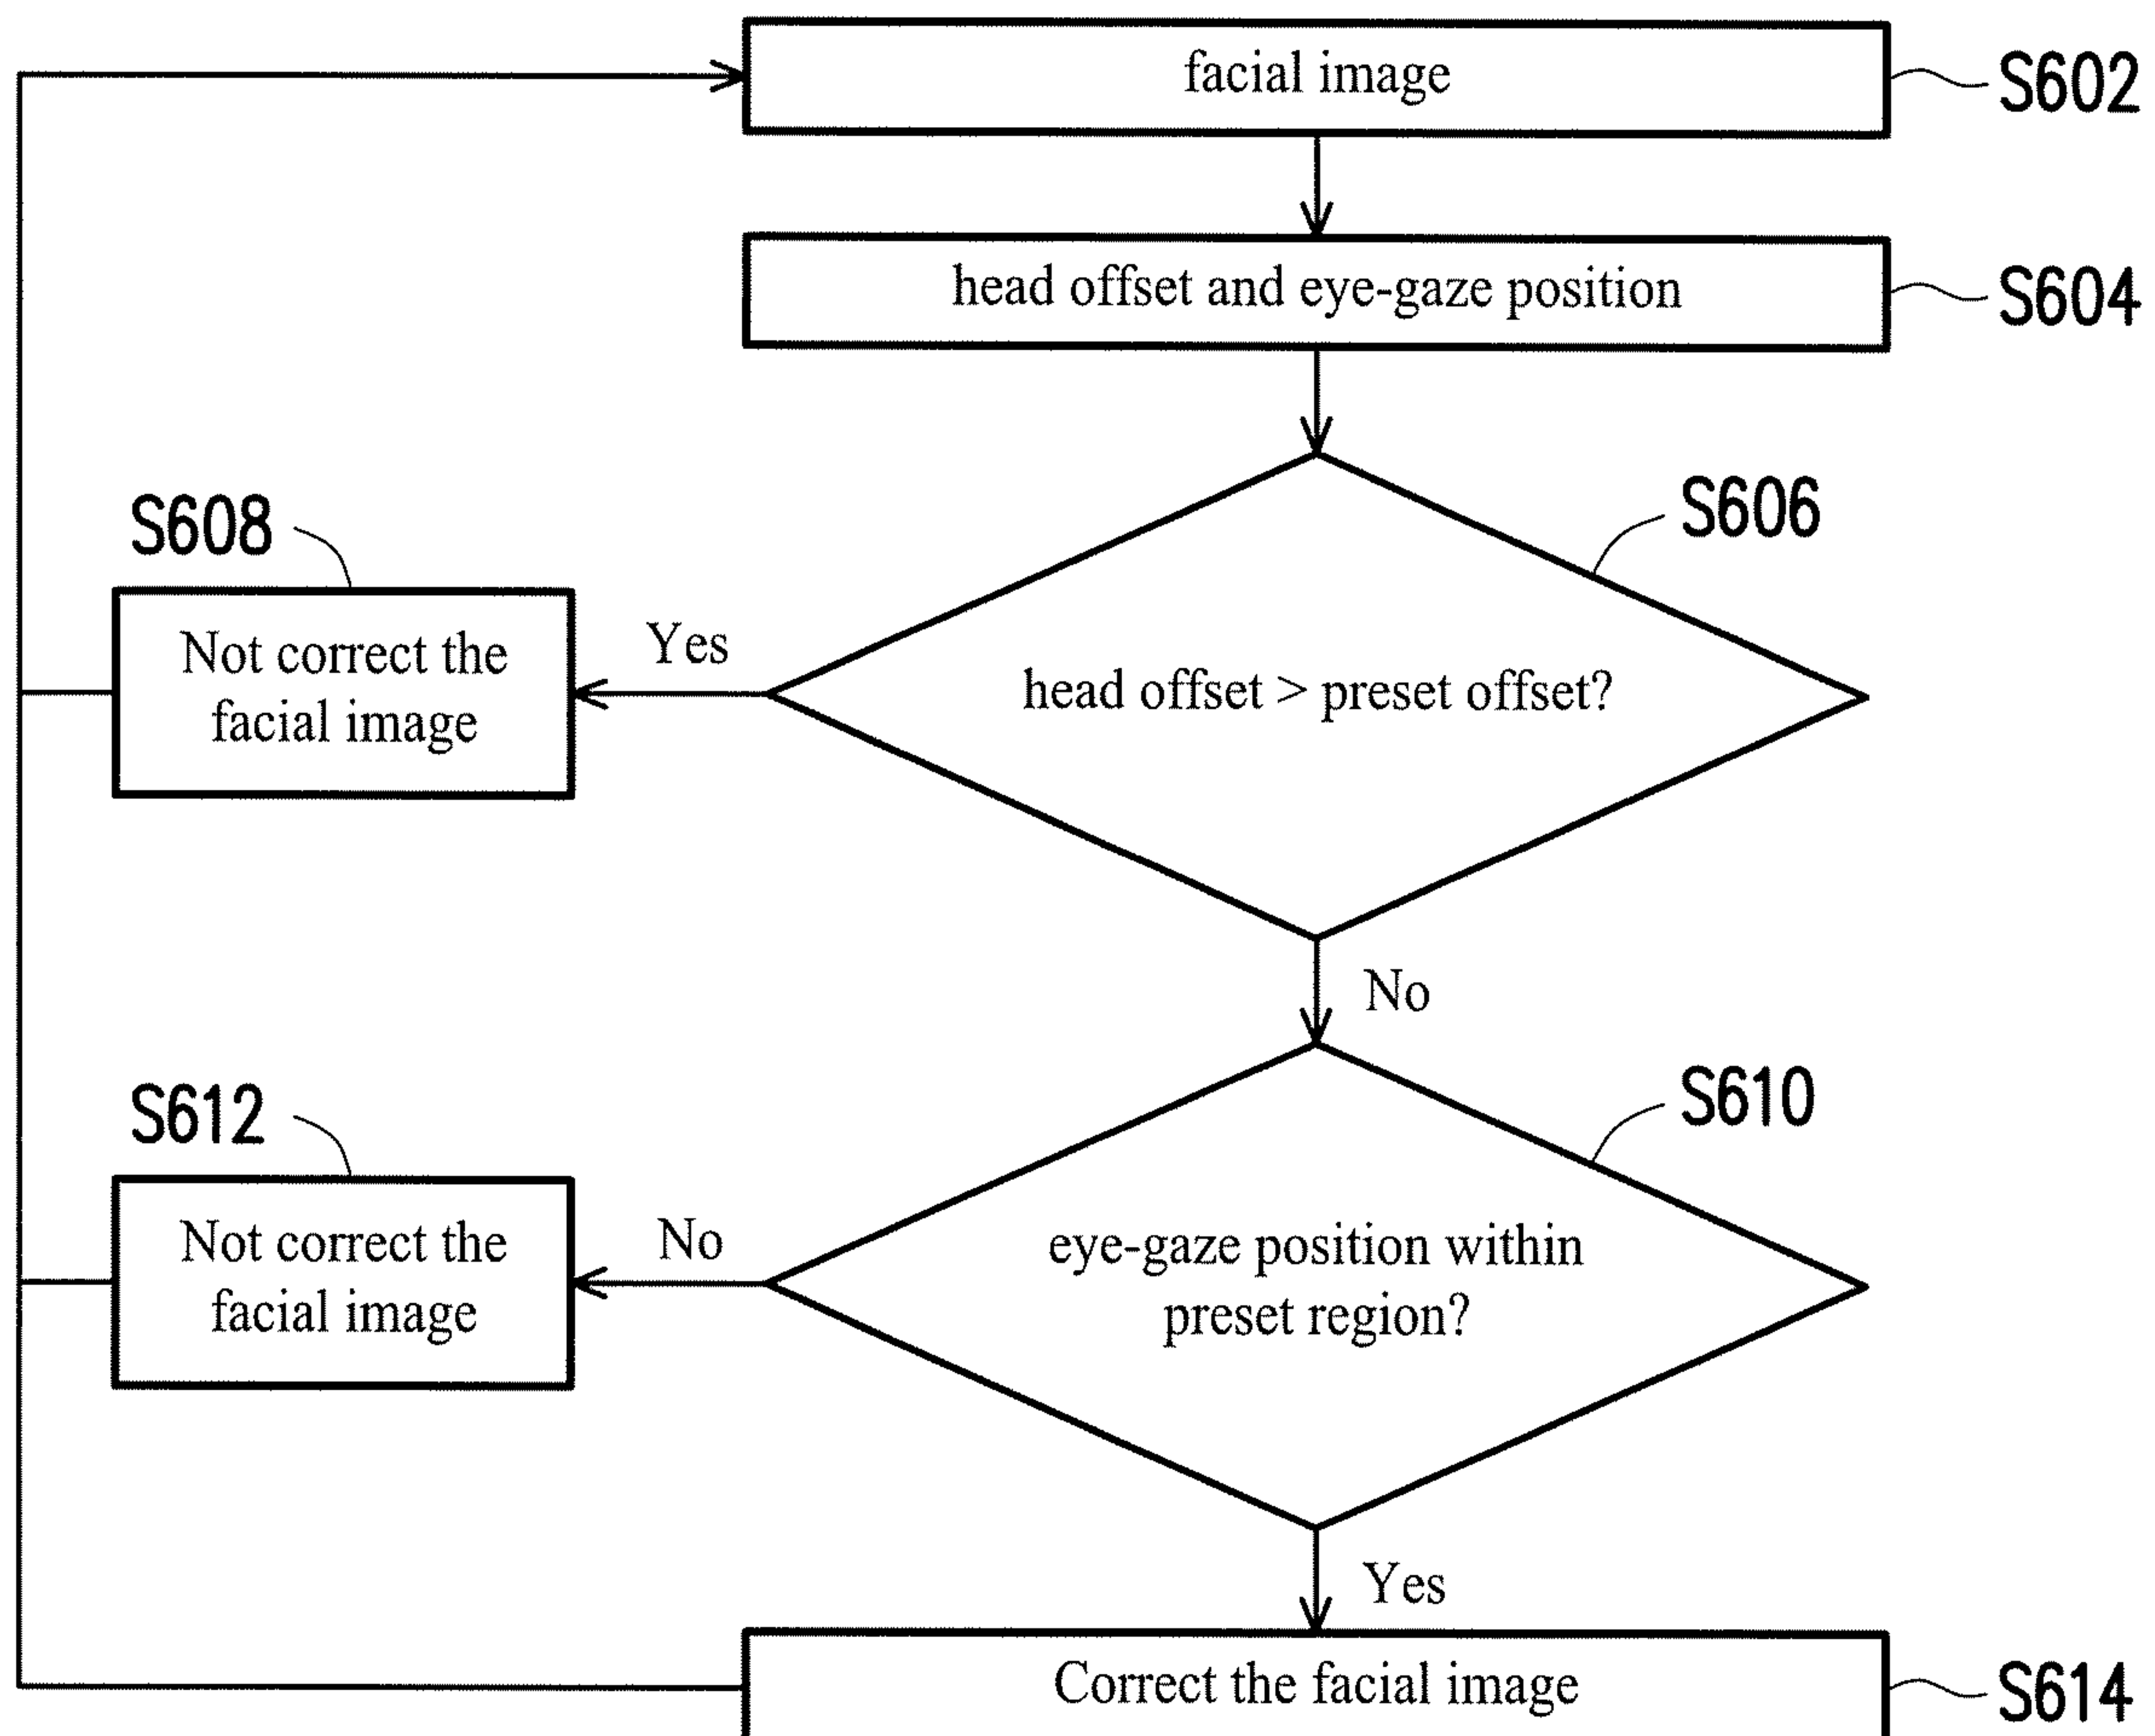 facial image
S602
head offset and eye-gaze position
S604
S606
S608
Not correct the
facial image
Yes
head offset > preset offset?
No
S610
S612
Not correct the
facial image
No
eye-gaze position within
preset region?
Yes
Correct the facial image
S614